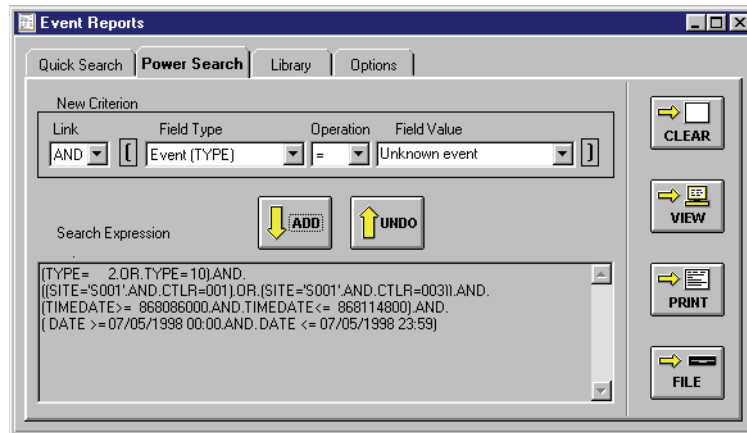 Event Reports
Quick Search Power Search Library Options
New Criterion
Link Field Type Operation Field Value
AND [ Event (TYPE) = Unknown event ]
ADD UNDO
Search Expression
(TYPE= 2.OR.TYPE=10).AND.
((SITE='S001'.AND.CTLR=001).OR.(SITE='S001'.AND.CTLR=003)).AND.
(TIMEDATE>= 868086000.AND.TIMEDATE<= 868114800).AND.
( DATE >=07/05/1998 00:00.AND.DATE <= 07/05/1998 23:59)
CLEAR
VIEW
PRINT
FILE